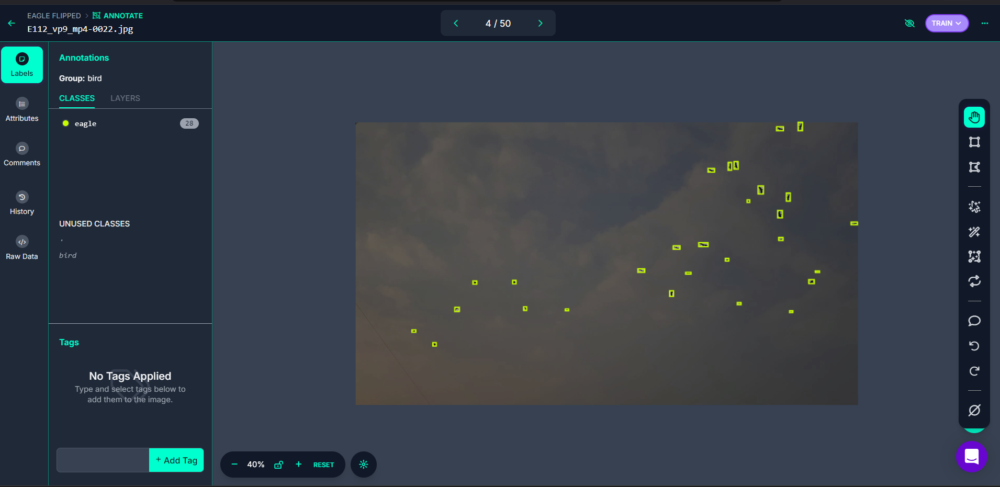 EAGLE FLIPPED > ANNOTATE
E112_vp9_mp4-0022.jpg
4 / 50
TRAIN
Labels
Attributes
Comments
History
Raw Data
Annotations
Group: bird
CLASSES LAYERS
eagle 28
UNUSED CLASSES
.
bird
Tags
No Tags Applied
Type and select tags below to
add them to the image.
+ Add Tag
− 40% + RESET